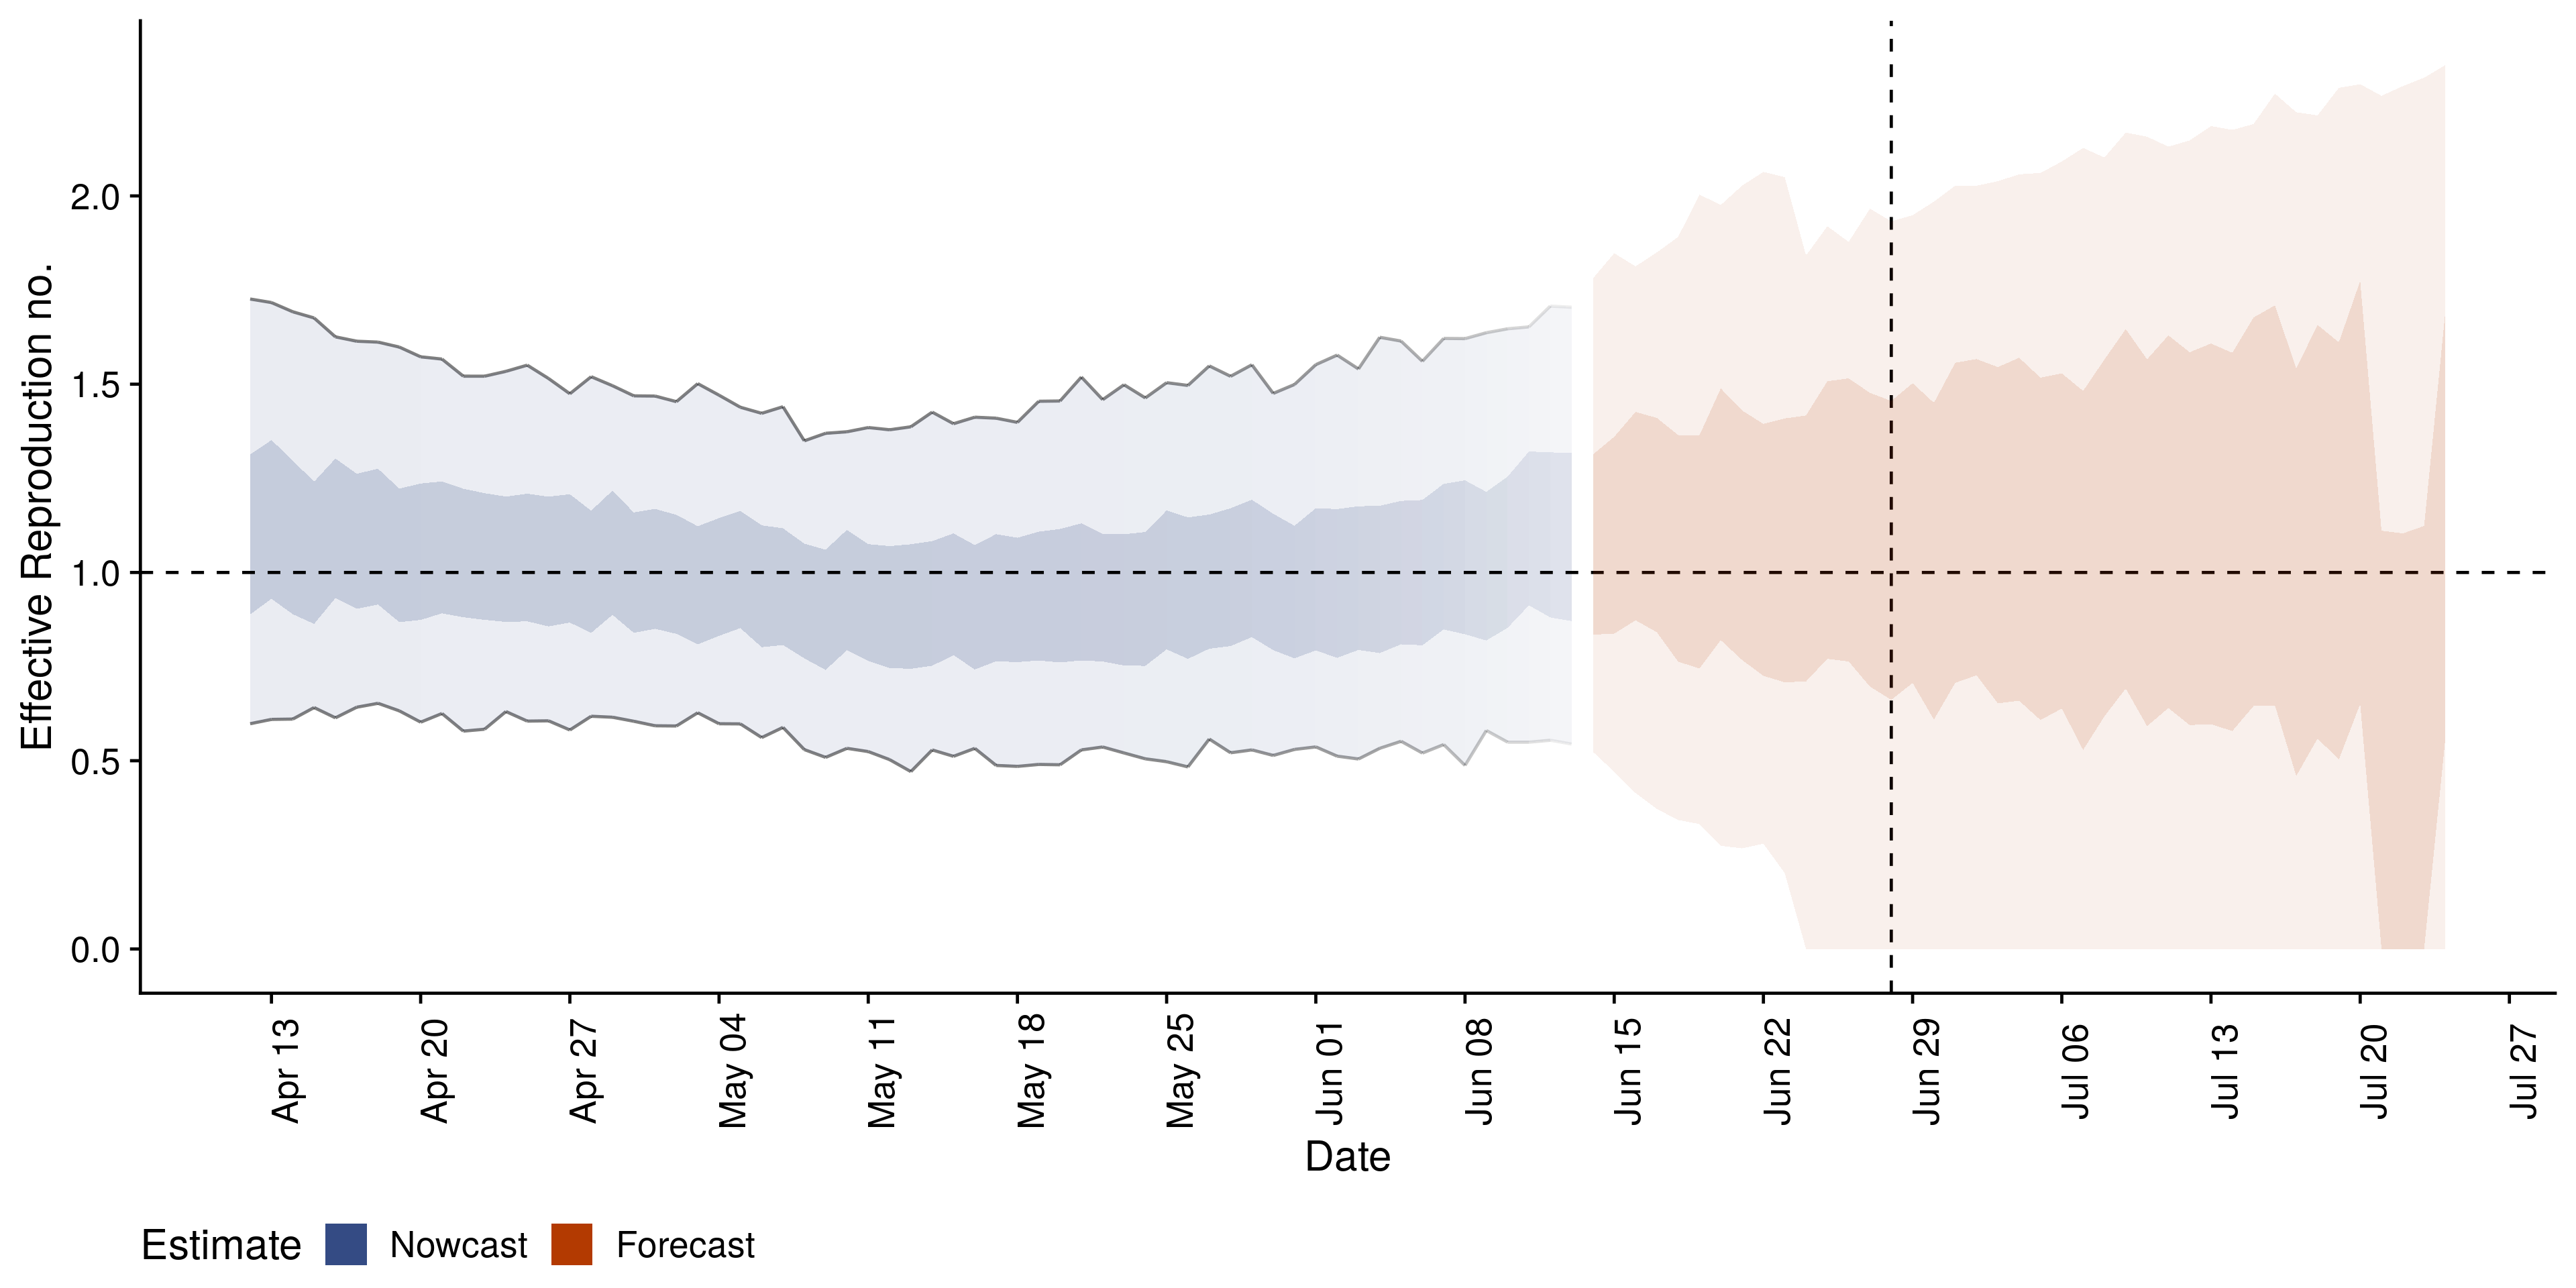 Effective Reproduction no.
2.0
1.5
1.0
0.5
0.0
Apr 13
Apr 20
Apr 27
May 04
May 11
May 18
May 25
Jun 01
Jun 08
Jun 15
Jun 22
Jun 29
Jul 06
Jul 13
Jul 20
Jul 27
Date
Estimate Nowcast Forecast